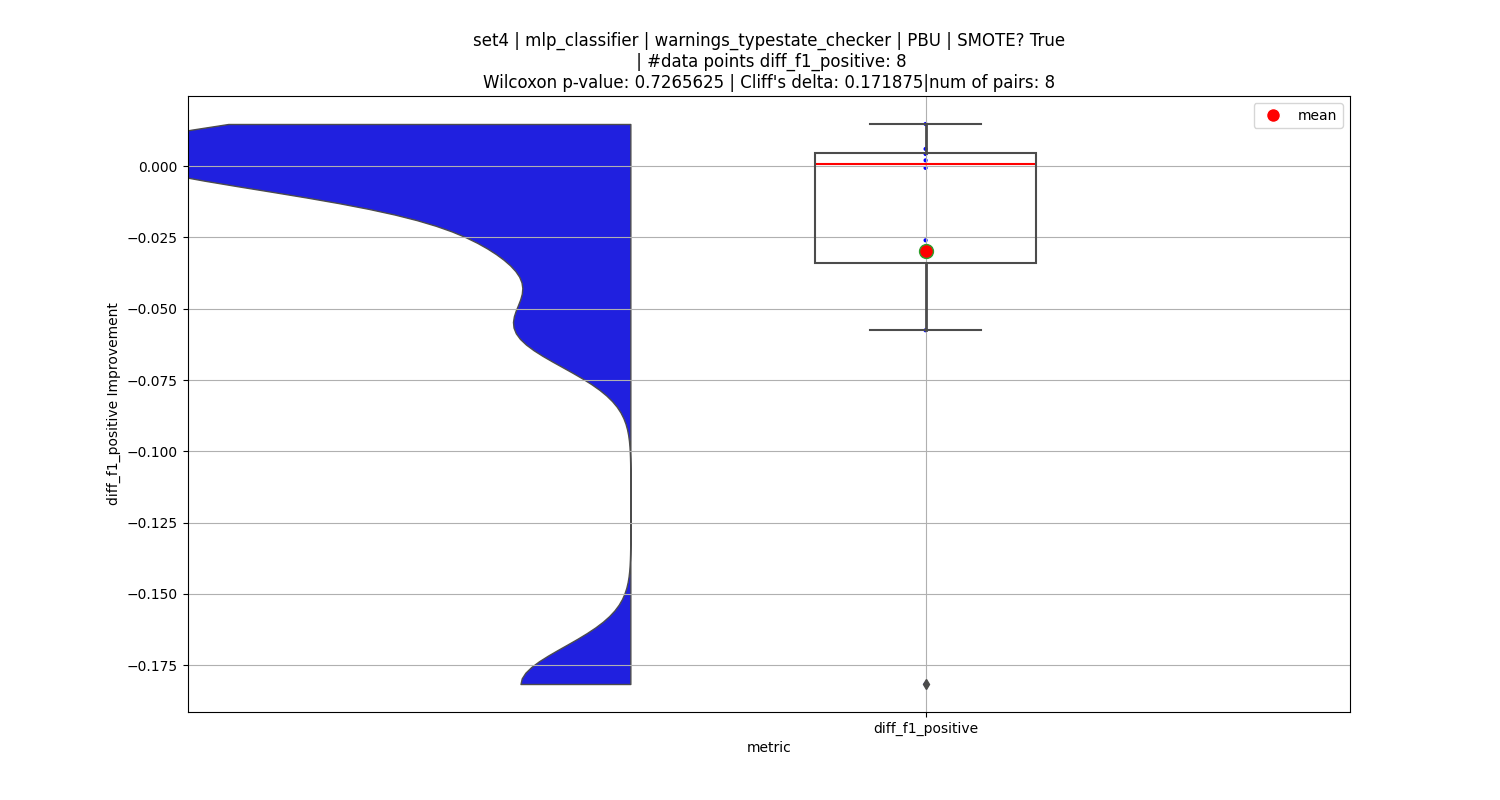 set4 | mlp_classifier | warnings_typestate_checker | PBU | SMOTE? True
| #data points diff_f1_positive: 8
Wilcoxon p-value: 0.7265625 | Cliff's delta: 0.171875|num of pairs: 8
mean
0.000
−0.025
−0.050
−0.075
−0.100
−0.125
−0.150
−0.175
diff_f1_positive Improvement
diff_f1_positive
metric